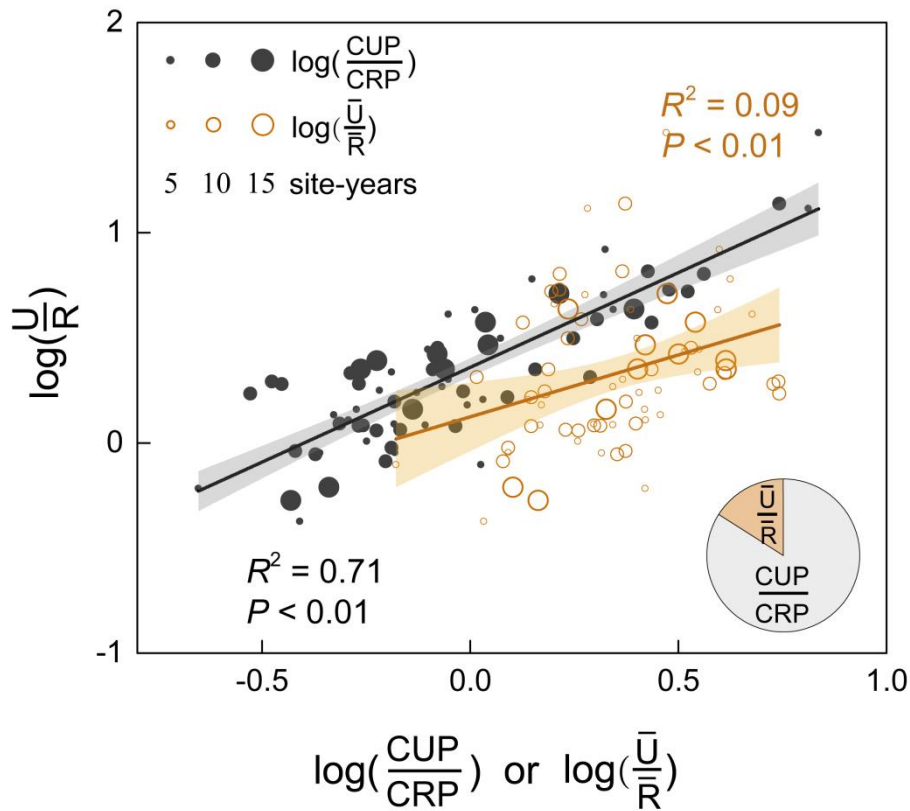 2
1
0
-1
log(U/R)
log(CUP/CRP)
log(Ū/R̄)
5 10 15 site-years
R² = 0.09
P < 0.01
R² = 0.71
P < 0.01
Ū/R̄
CUP/CRP
-0.5 0.0 0.5 1.0
log(CUP/CRP) or log(Ū/R̄)